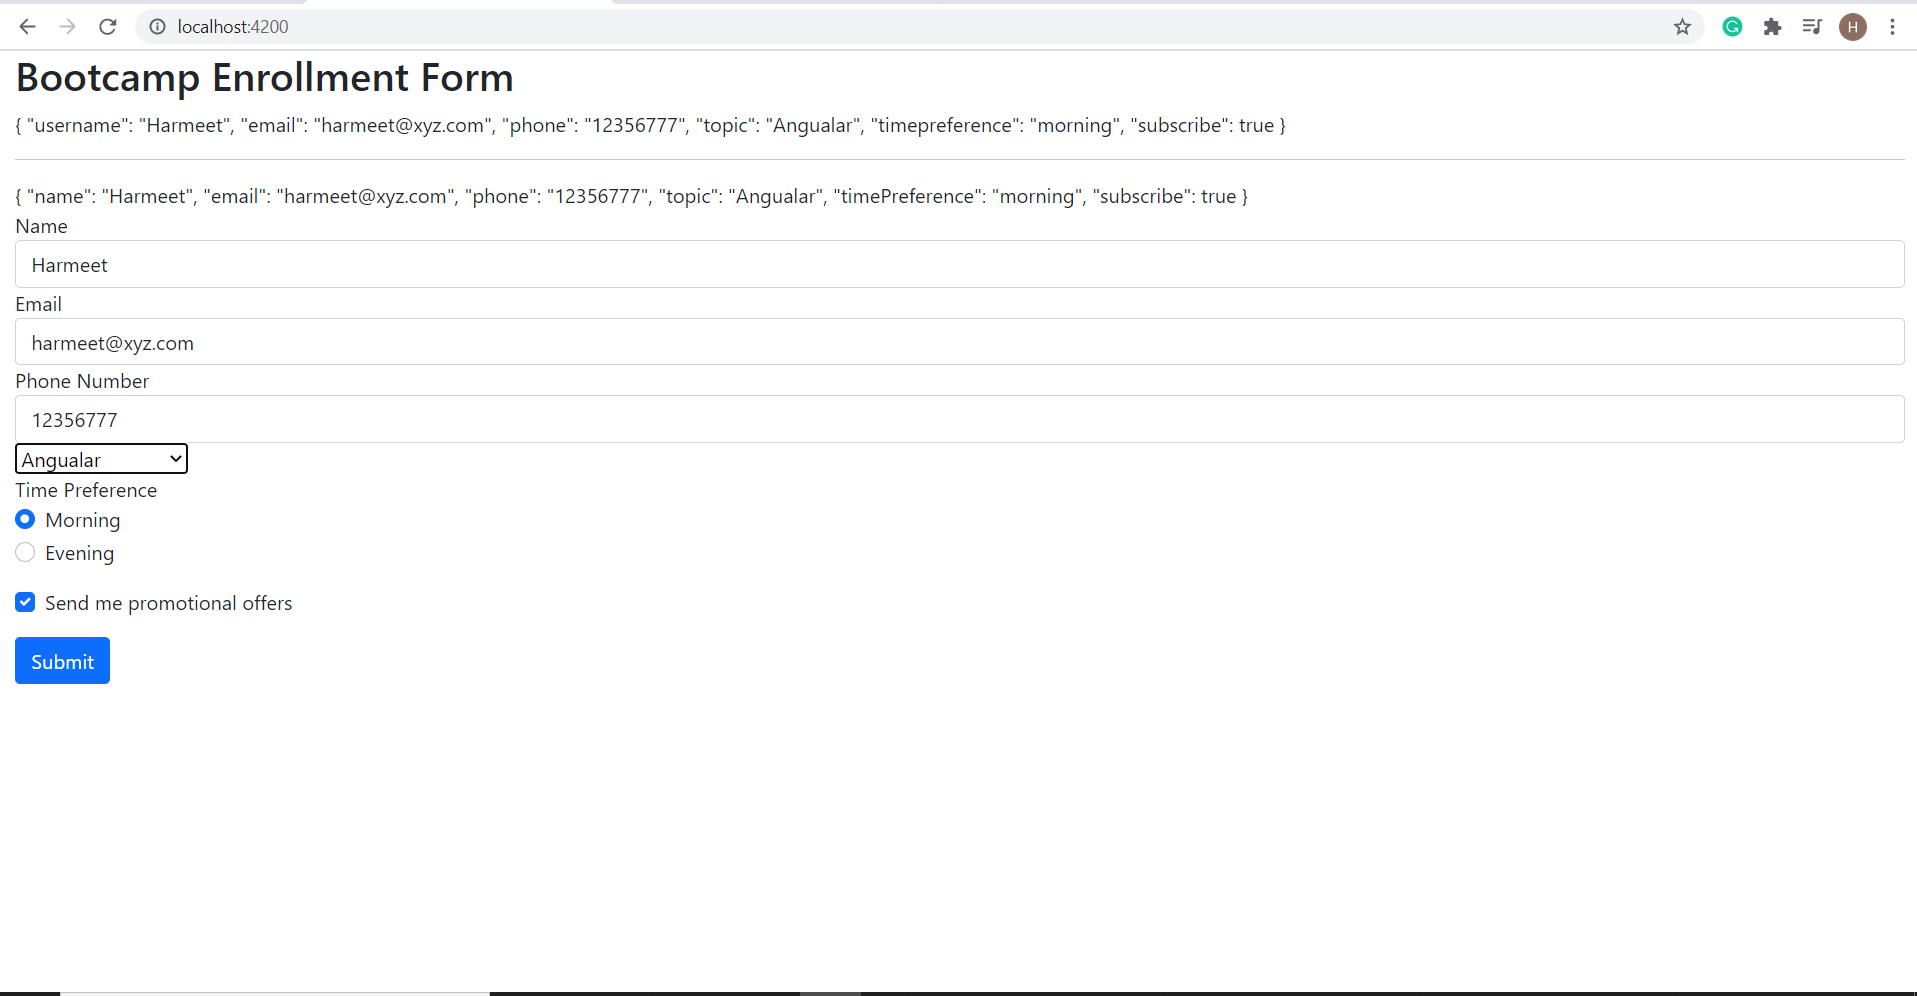 localhost:4200
H
Bootcamp Enrollment Form
{ "username": "Harmeet", "email": "harmeet@xyz.com", "phone": "12356777", "topic": "Angualar", "timepreference": "morning", "subscribe": true }
{ "name": "Harmeet", "email": "harmeet@xyz.com", "phone": "12356777", "topic": "Angualar", "timePreference": "morning", "subscribe": true }
Name
Harmeet
Email
harmeet@xyz.com
Phone Number
12356777
Angualar
Time Preference
Morning
Evening
Send me promotional offers
Submit